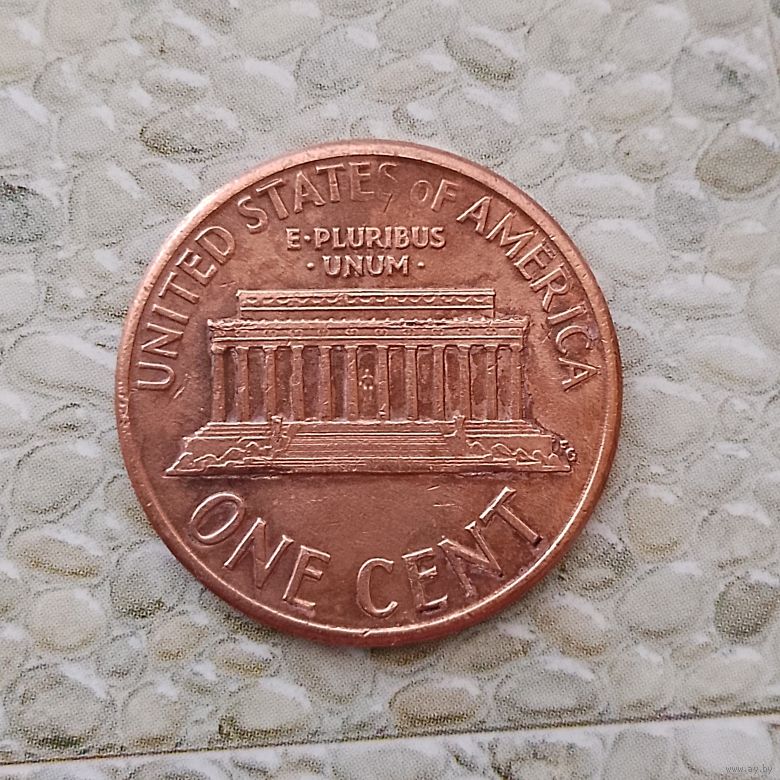 UNITED STATES OF AMERICA
E·PLURIBUS
·UNUM·
FG
ONE CENT
www.ay.by